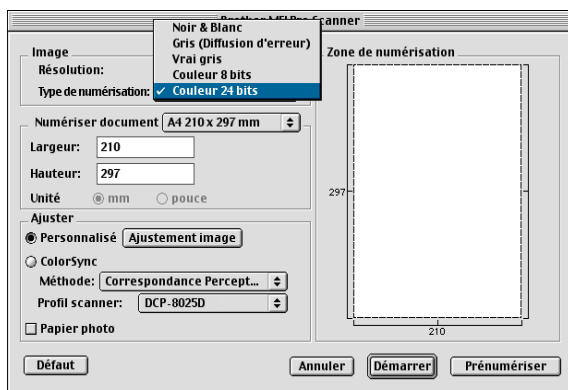 Scanner
Noir & Blanc
Gris (Diffusion d'erreur)
Vrai gris
Couleur 8 bits
✓ Couleur 24 bits
Image
Résolution:
Type de numérisation:
Numériser document A4 210 x 297 mm
Largeur: 210
Hauteur: 297
Unité mm pouce
Ajuster
Personnalisé Ajustement image
ColorSync
Méthode: Correspondance Percept...
Profil scanner: DCP-8025D
Papier photo
Zone de numérisation
297
210
Défaut Annuler Démarrer Prénumériser